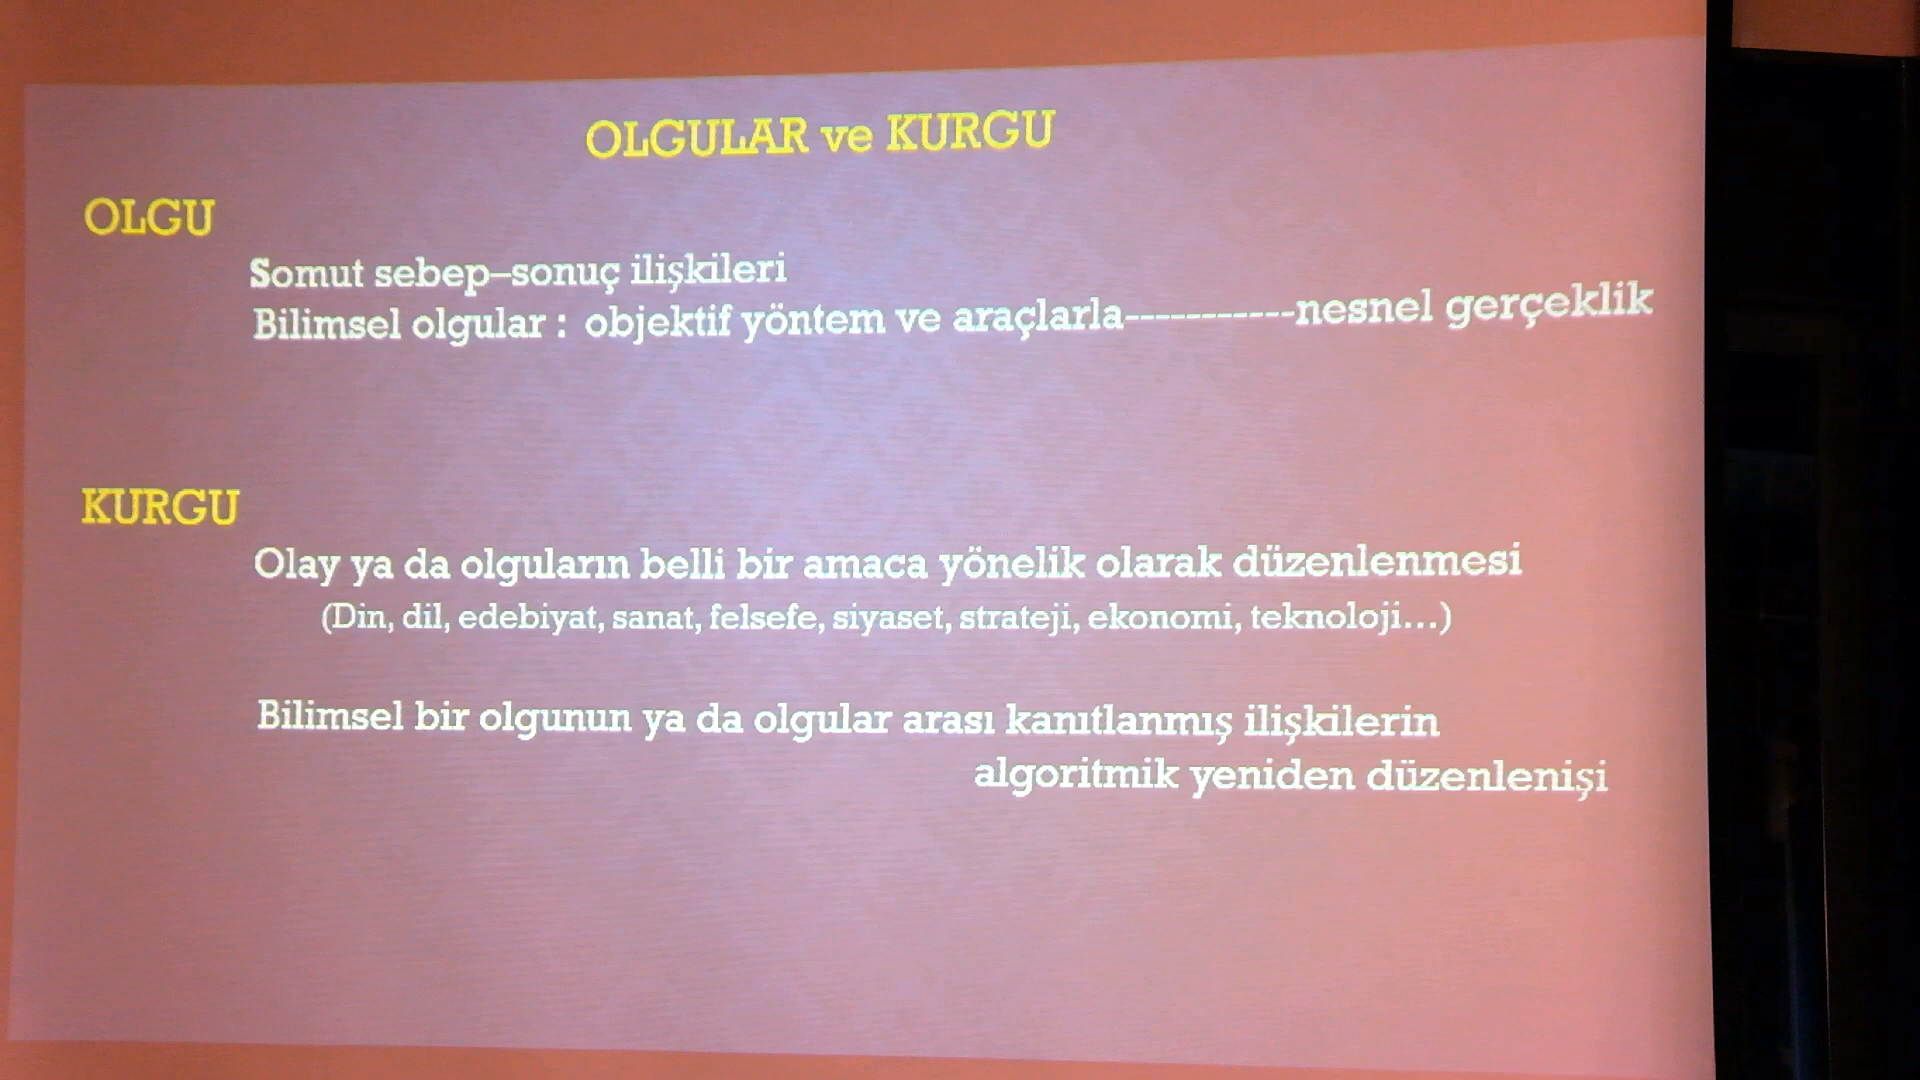 OLGULAR ve KURGU
OLGU
Somut sebep–sonuç ilişkileri
Bilimsel olgular : objektif yöntem ve araçlarla-----------nesnel gerçeklik
KURGU
Olay ya da olguların belli bir amaca yönelik olarak düzenlenmesi
(Din, dil, edebiyat, sanat, felsefe, siyaset, strateji, ekonomi, teknoloji…)
Bilimsel bir olgunun ya da olgular arası kanıtlanmış ilişkilerin
algoritmik yeniden düzenlenişi